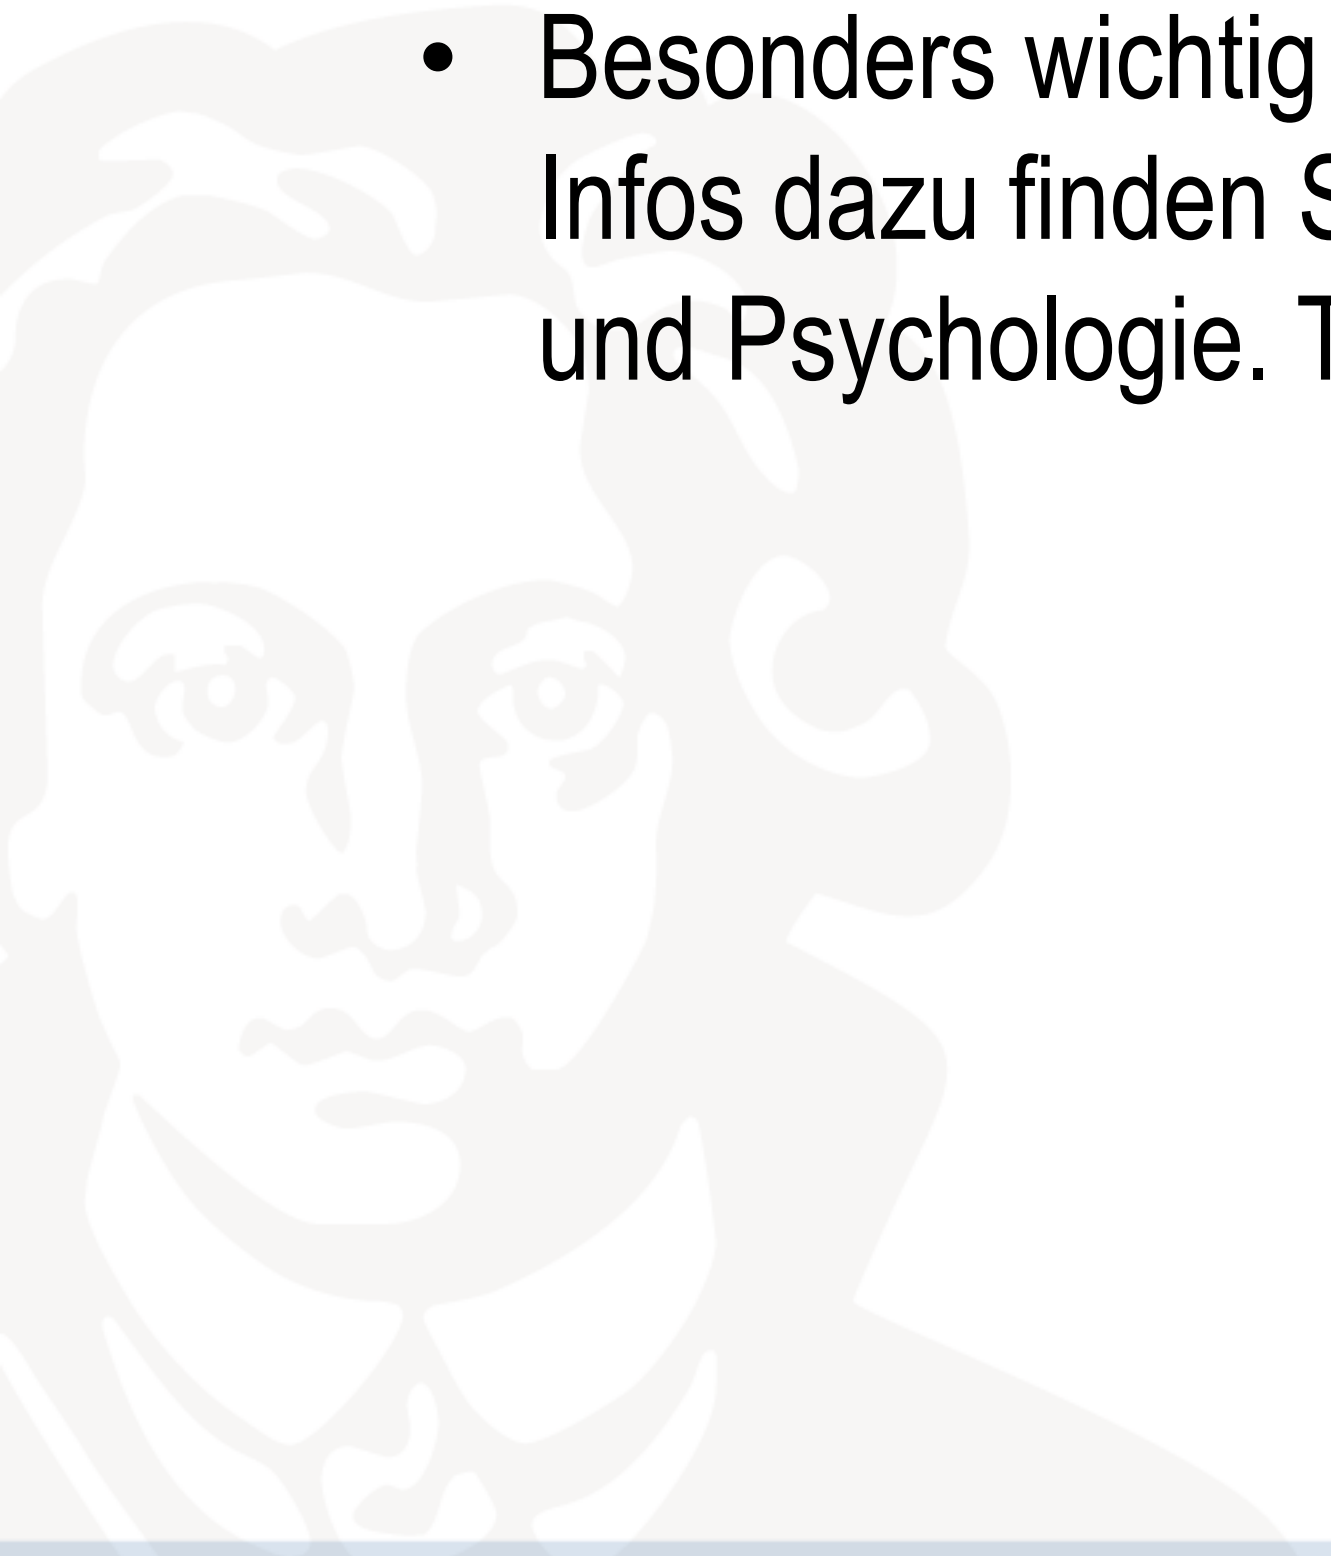 • Besonders wichtig
Infos dazu finden
und Psychologie.